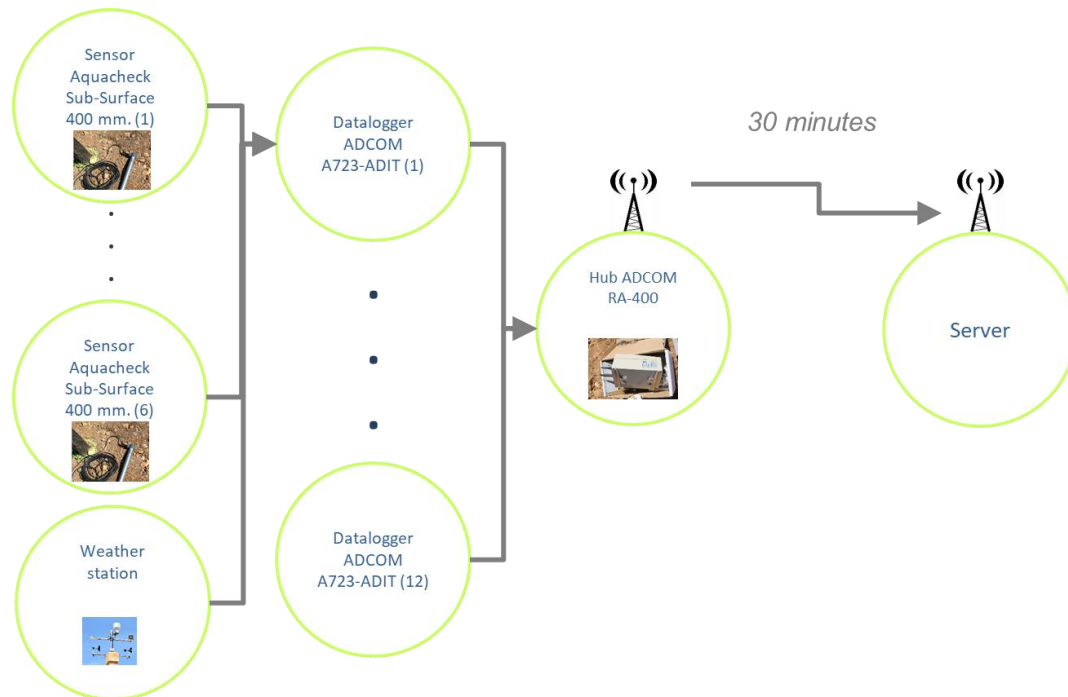 Sensor
Aquacheck
Sub-Surface
400 mm. (1)
Sensor
Aquacheck
Sub-Surface
400 mm. (6)
Weather
station
Datalogger
ADCOM
A723-ADIT (1)
Datalogger
ADCOM
A723-ADIT (12)
Hub ADCOM
RA-400
30 minutes
Server